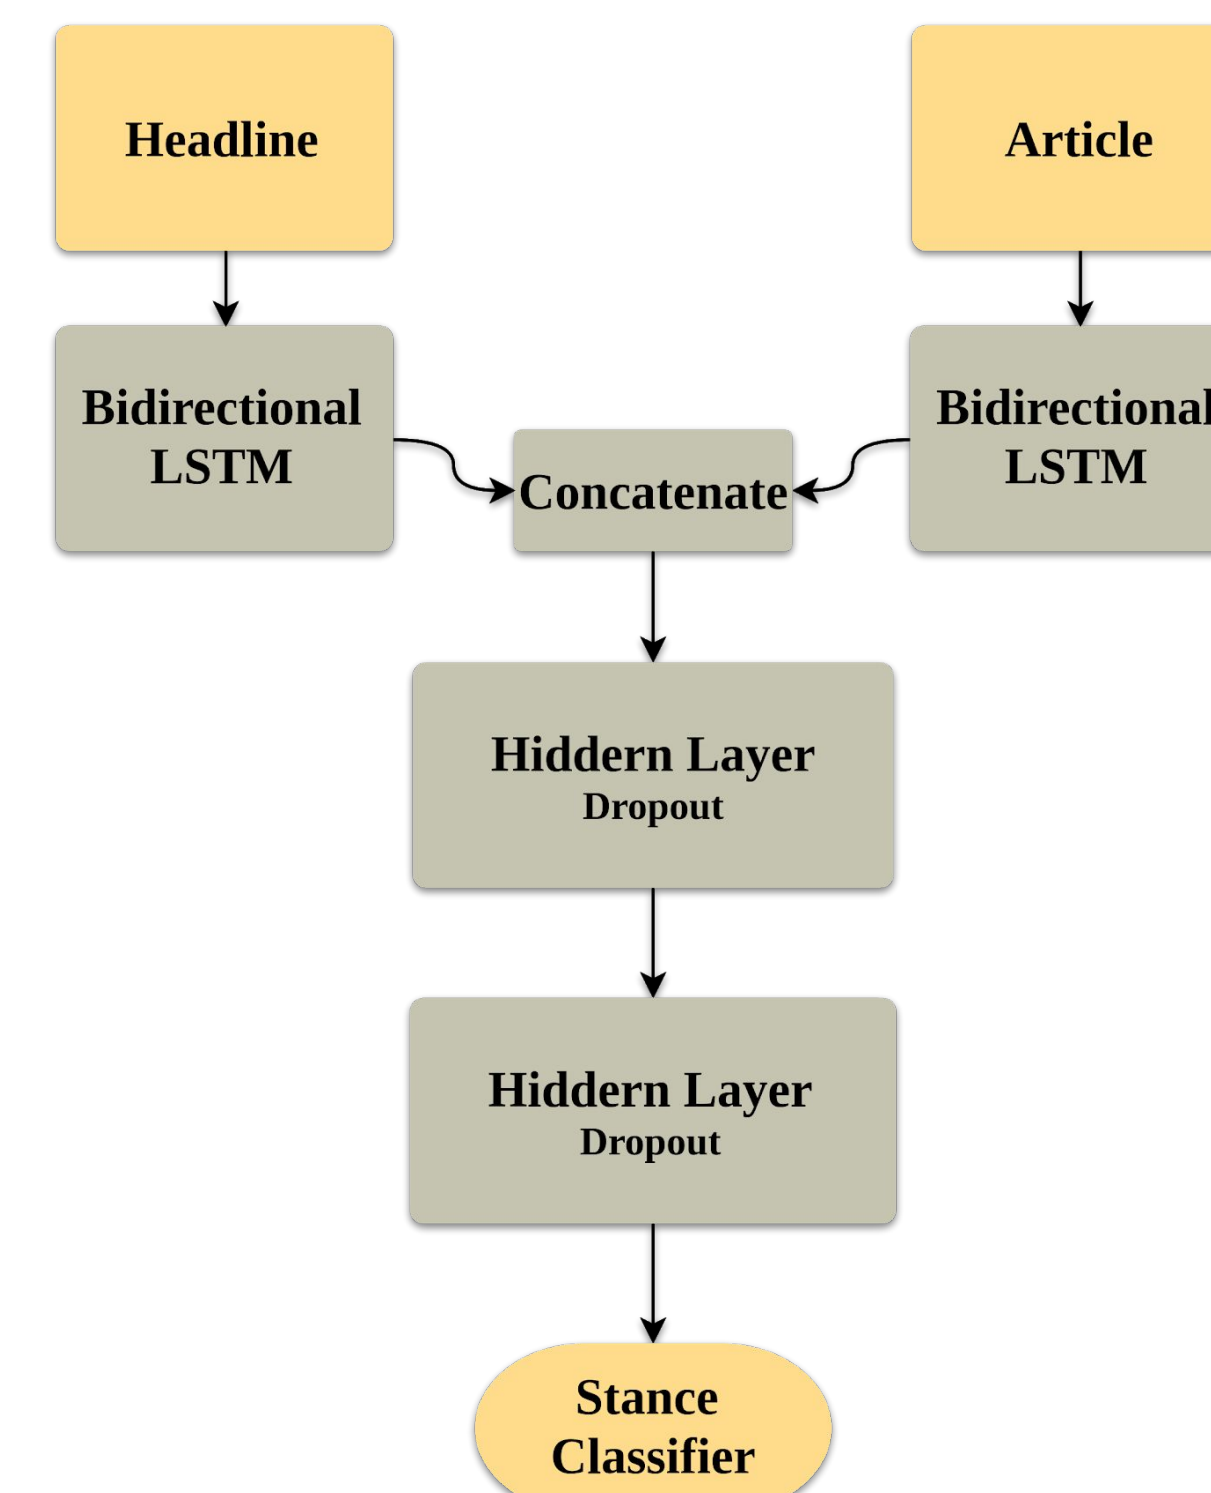 Headline
Article
Bidirectional
LSTM
Bidirectional
LSTM
Concatenate
Hiddern Layer
Dropout
Hiddern Layer
Dropout
Stance
Classifier